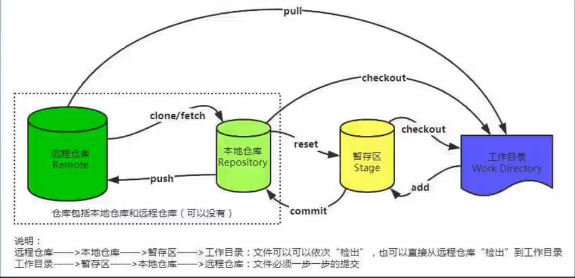 pull
checkout
clone/fetch
远程仓库
Remote
本地仓库
Repository
reset
暂存区
Stage
checkout
工作目录
Work Directory
push
commit
add
仓库包括本地仓库和远程仓库（可以没有）
说明：
远程仓库——>本地仓库——>暂存区——>工作目录：文件可以可以依次“检出”，也可以直接从远程仓库“检出”到工作目录
工作目录——>暂存区——>本地仓库——>远程仓库：文件必须一步一步的提交